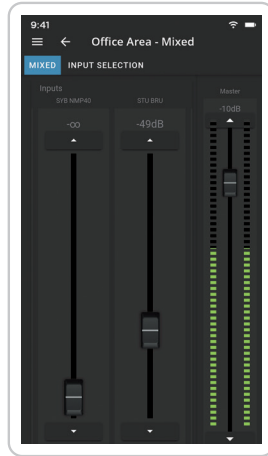 9:41
Office Area - Mixed
MIXED INPUT SELECTION
Inputs
SYB NMP40 STU BRU Master
-∞ -49dB -10dB